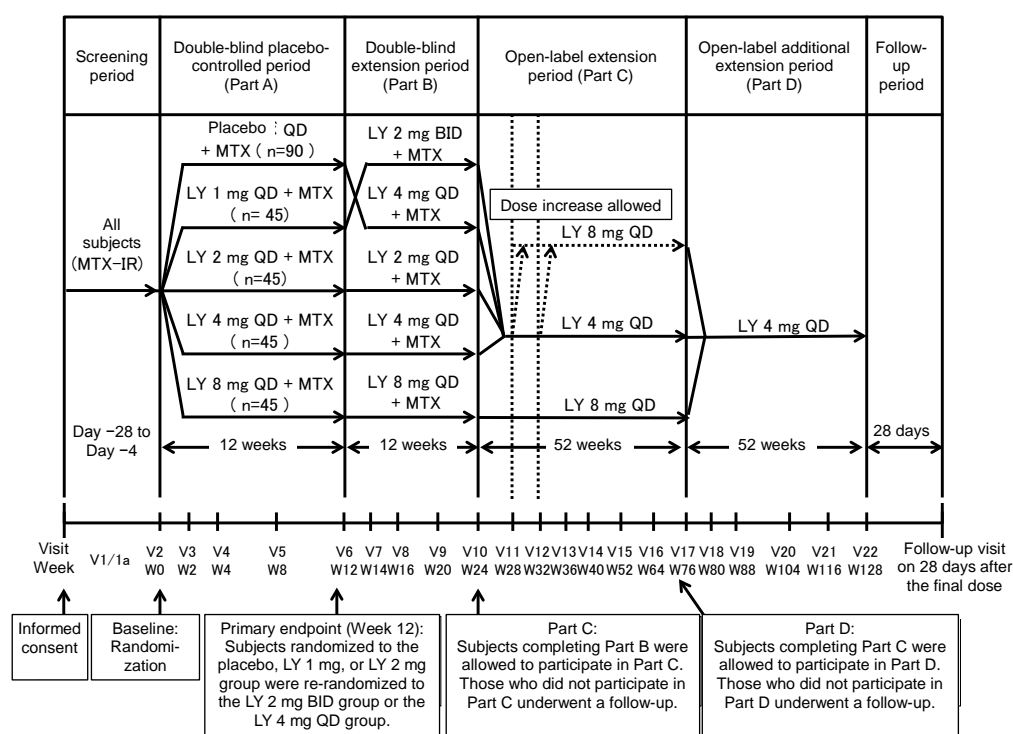 Screening
period
Double-blind placebo-
controlled period
(Part A)
Double-blind
extension period
(Part B)
Open-label extension
period (Part C)
Open-label additional
extension period
(Part D)
Follow-
up
period
All
subjects
(MTX-IR)
Day −28 to
Day −4
Placebo : QD
+ MTX ( n=90 )
LY 1 mg QD + MTX
( n= 45)
LY 2 mg QD + MTX
(n=45)
LY 4 mg QD + MTX
( n=45)
LY 8 mg QD + MTX
( n=45 )
12 weeks
LY 2 mg BID
+ MTX
LY 4 mg QD
+ MTX
LY 2 mg QD
+ MTX
LY 4 mg QD
+ MTX
LY 8 mg QD
+ MTX
12 weeks
Dose increase allowed
LY 8 mg QD
LY 4 mg QD
LY 8 mg QD
52 weeks
LY 4 mg QD
52 weeks
28 days
Visit V1/1a V2 V3 V4 V5 V6 V7 V8 V9 V10 V11 V12 V13 V14 V15 V16 V17 V18 V19 V20 V21 V22
Week W0 W2 W4 W8 W12 W14 W16 W20 W24 W28 W32 W36 W40 W52 W64 W76 W80 W88 W104 W116 W128
Follow-up visit
on 28 days after
the final dose
Informed
consent
Baseline:
Randomi-
zation
Primary endpoint (Week 12):
Subjects randomized to the
placebo, LY 1 mg, or LY 2 mg
group were re-randomized to
the LY 2 mg BID group or the
LY 4 mg QD group.
Part C:
Subjects completing Part B were
allowed to participate in Part C.
Those who did not participate in
Part C underwent a follow-up.
Part D:
Subjects completing Part C were
allowed to participate in Part D.
Those who did not participate in
Part D underwent a follow-up.